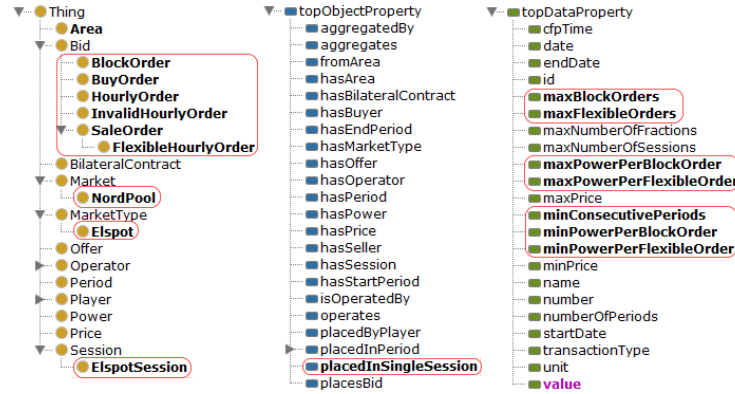 Thing
Area
Bid
BlockOrder
BuyOrder
HourlyOrder
InvalidHourlyOrder
SaleOrder
FlexibleHourlyOrder
BilateralContract
Market
NordPool
MarketType
Elspot
Offer
Operator
Period
Player
Power
Price
Session
ElspotSession
topObjectProperty
aggregatedBy
aggregates
fromArea
hasArea
hasBilateralContract
hasBuyer
hasEndPeriod
hasMarketType
hasOffer
hasOperator
hasPeriod
hasPower
hasPrice
hasSeller
hasSession
hasStartPeriod
isOperatedBy
operates
placedByPlayer
placedInPeriod
placedInSingleSession
placesBid
topDataProperty
cfpTime
date
endDate
id
maxBlockOrders
maxFlexibleOrders
maxNumberOfFractions
maxNumberOfSessions
maxPowerPerBlockOrder
maxPowerPerFlexibleOrder
maxPrice
minConsecutivePeriods
minPowerPerBlockOrder
minPowerPerFlexibleOrder
minPrice
name
number
numberOfPeriods
startDate
transactionType
unit
value